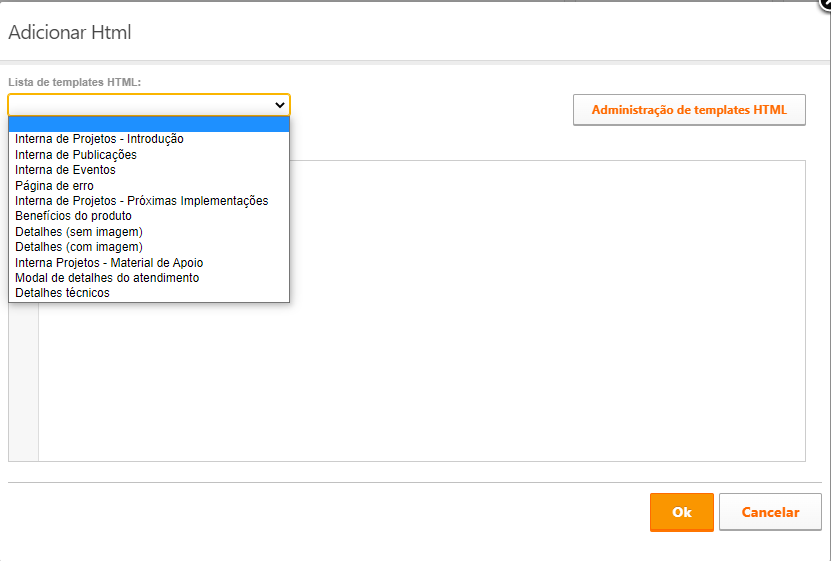 Adicionar Html
Lista de templates HTML:
Administração de templates HTML
Interna de Projetos - Introdução
Interna de Publicações
Interna de Eventos
Página de erro
Interna de Projetos - Próximas Implementações
Benefícios do produto
Detalhes (sem imagem)
Detalhes (com imagem)
Interna Projetos - Material de Apoio
Modal de detalhes do atendimento
Detalhes técnicos
Ok
Cancelar